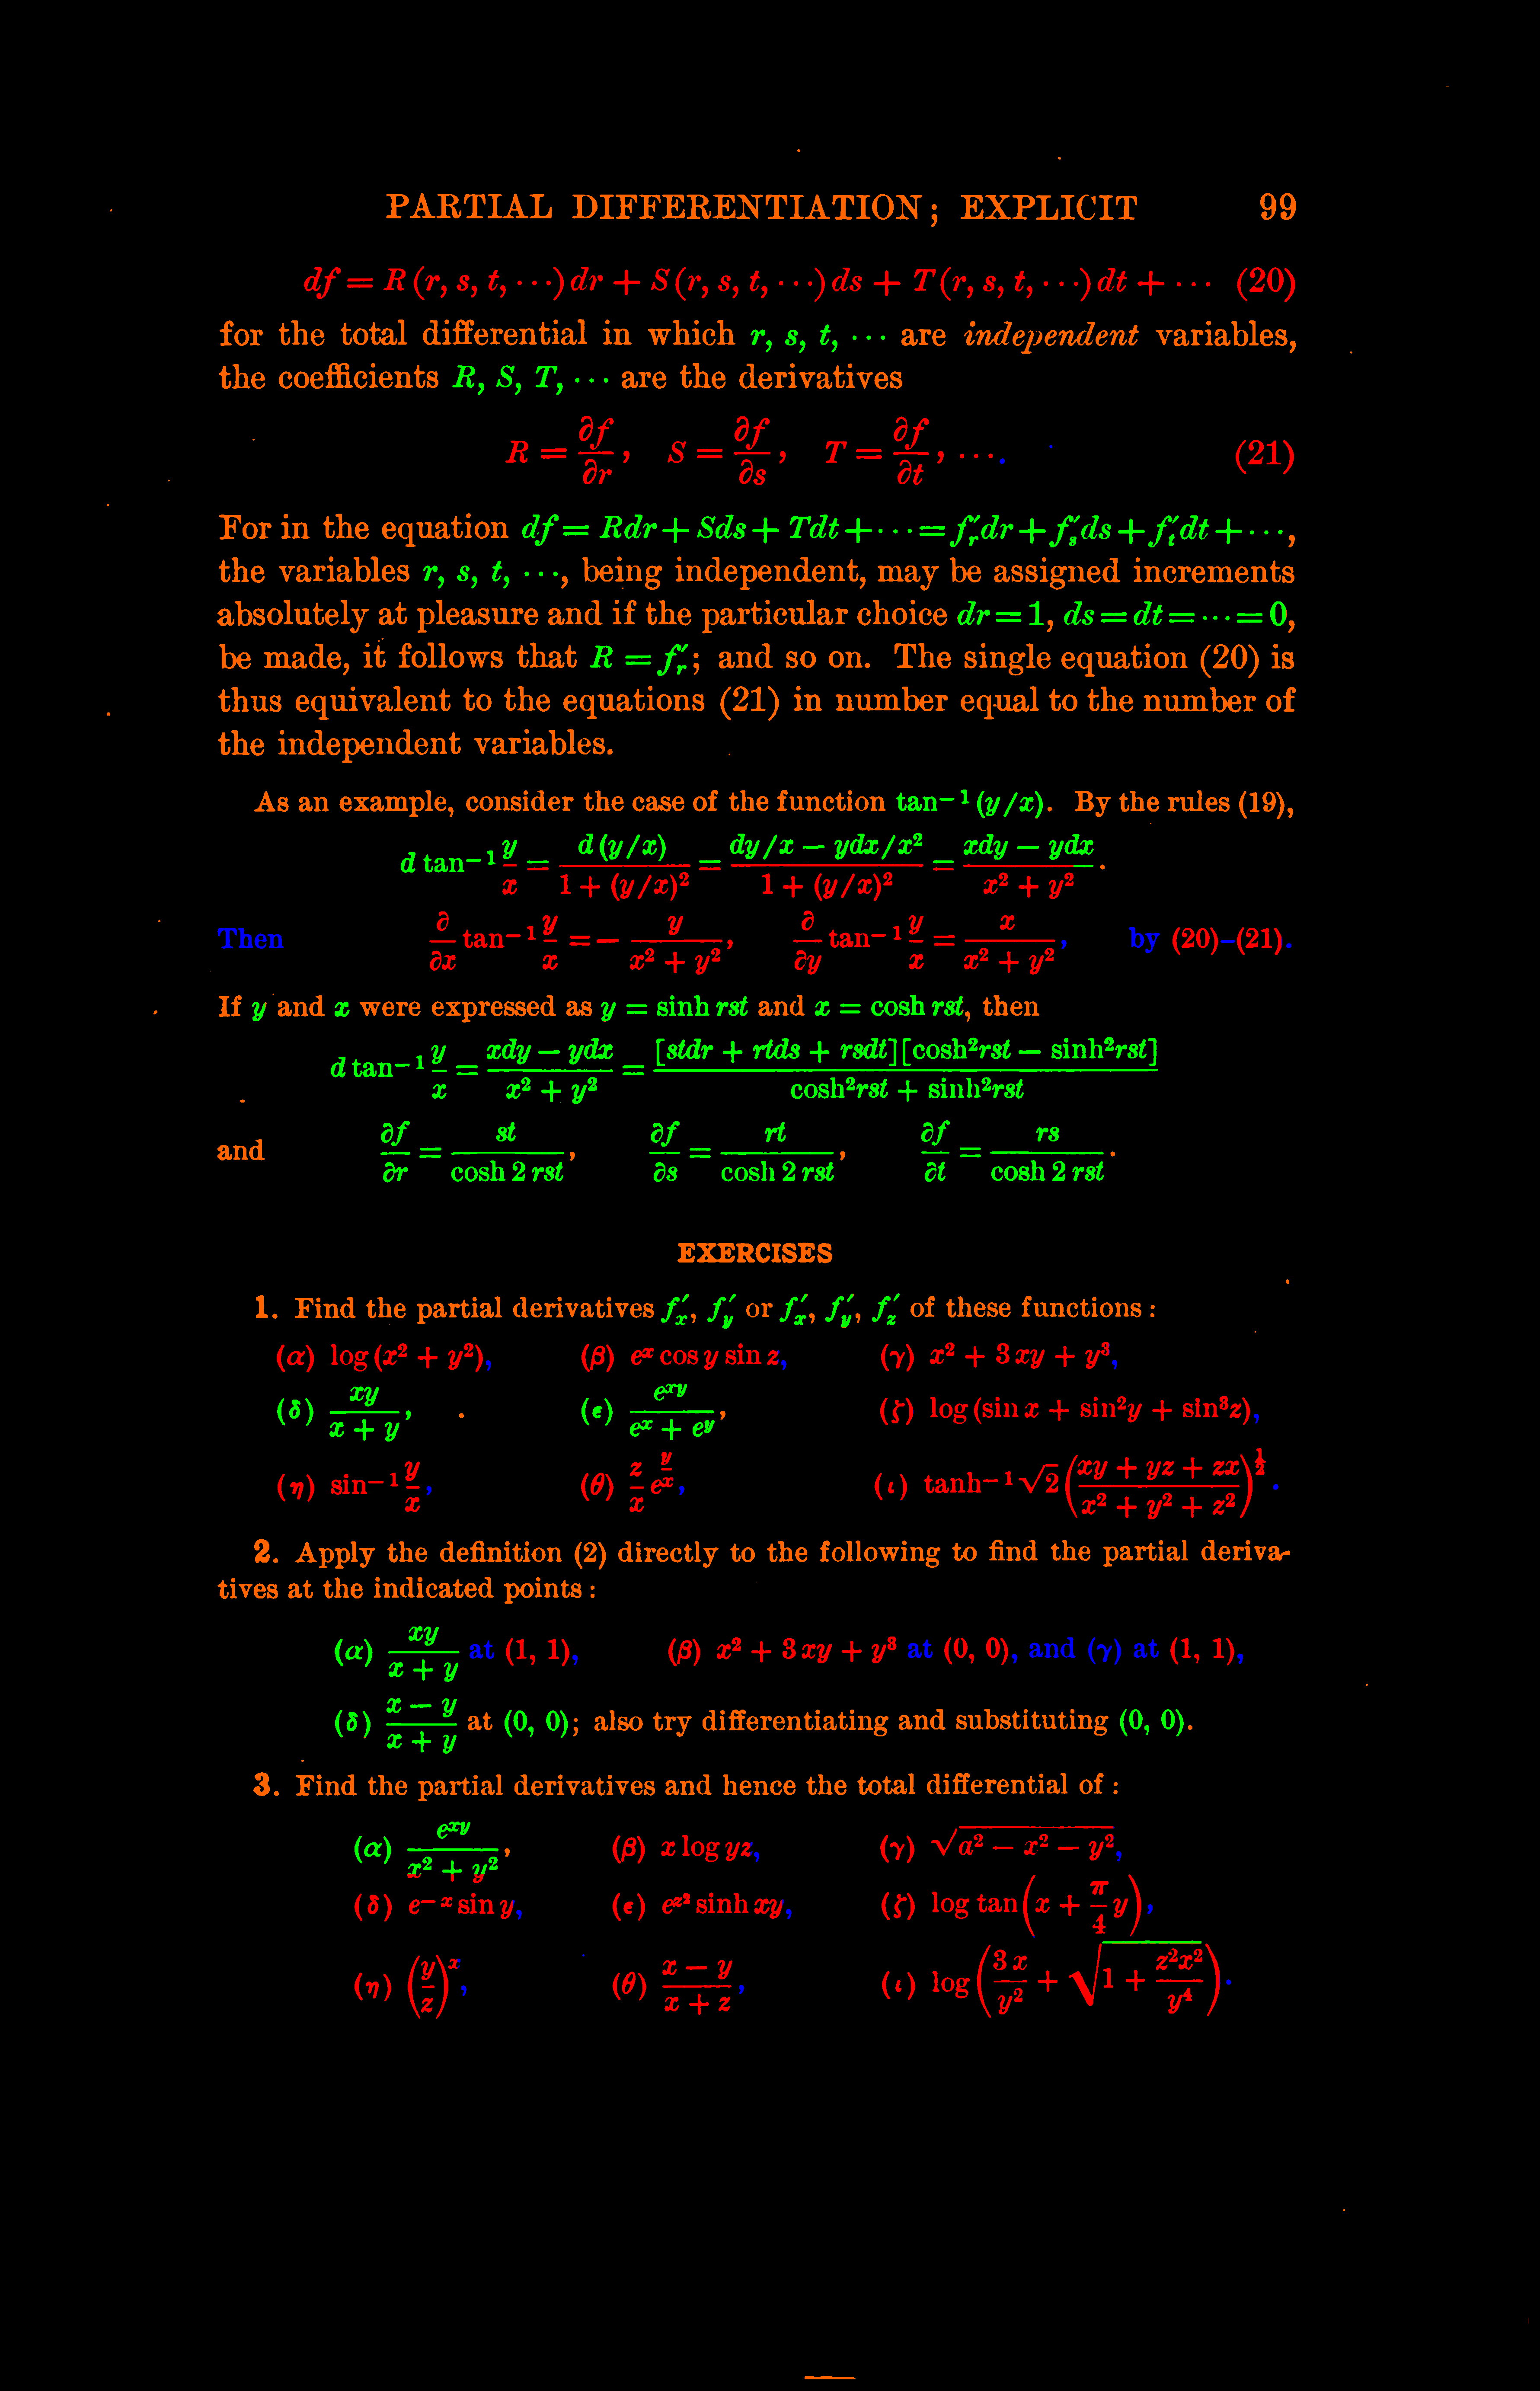 PARTIAL DIFFERENTIATION; EXPLICIT 99
df = R(r, s, t, ···)dr + S(r, s, t, ···)ds + T(r, s, t, ···)dt + ··· (20)
for the total differential in which r, s, t, ··· are independent variables,
the coefficients R, S, T, ··· are the derivatives
R = ∂f/∂r, S = ∂f/∂s, T = ∂f/∂t, ···. (21)
For in the equation df = Rdr + Sds + Tdt + ··· = f′_r dr + f′_s ds + f′_t dt + ···,
the variables r, s, t, ···, being independent, may be assigned increments
absolutely at pleasure and if the particular choice dr = 1, ds = dt = ··· = 0,
be made, it follows that R = f′_r; and so on. The single equation (20) is
thus equivalent to the equations (21) in number equal to the number of
the independent variables.
As an example, consider the case of the function tan⁻¹(y/x). By the rules (19),
d tan⁻¹ y/x = d(y/x) / (1 + (y/x)²) = (dy/x − ydx/x²) / (1 + (y/x)²) = (xdy − ydx) / (x² + y²).
Then ∂/∂x tan⁻¹ y/x = − y/(x² + y²), ∂/∂y tan⁻¹ y/x = x/(x² + y²), by (20)–(21).
If y and x were expressed as y = sinh rst and x = cosh rst, then
d tan⁻¹ y/x = (xdy − ydx)/(x² + y²) = [stdr + rtds + rsdt][cosh²rst − sinh²rst] / (cosh²rst + sinh²rst)
and ∂f/∂r = st/cosh 2 rst, ∂f/∂s = rt/cosh 2 rst, ∂f/∂t = rs/cosh 2 rst.
EXERCISES
1. Find the partial derivatives f′_x, f′_y or f′_x, f′_y, f′_z of these functions:
(α) log(x² + y²), (β) eˣ cos y sin z, (γ) x² + 3xy + y³,
(δ) xy/(x + y), (ε) e^{xy}/(eˣ + e^y), (ζ) log(sin x + sin²y + sin³z),
(η) sin⁻¹ y/x, (θ) z/x e^{y/x}, (ι) tanh⁻¹ √2 ((xy + yz + zx)/(x² + y² + z²))^{1/2}.
2. Apply the definition (2) directly to the following to find the partial deriva-
tives at the indicated points:
(α) xy/(x + y) at (1, 1), (β) x² + 3xy + y³ at (0, 0), and (γ) at (1, 1),
(δ) (x − y)/(x + y) at (0, 0); also try differentiating and substituting (0, 0).
3. Find the partial derivatives and hence the total differential of:
(α) e^{xy}/(x² + y²), (β) x log yz, (γ) √(a² − x² − y²),
(δ) e⁻ˣ sin y, (ε) e^{z²} sinh xy, (ζ) log tan(x + π/4 y),
(η) (y/z)ˣ, (θ) (x − y)/(x + z), (ι) log(3x/y² + √(1 + z²x²/y⁴)).